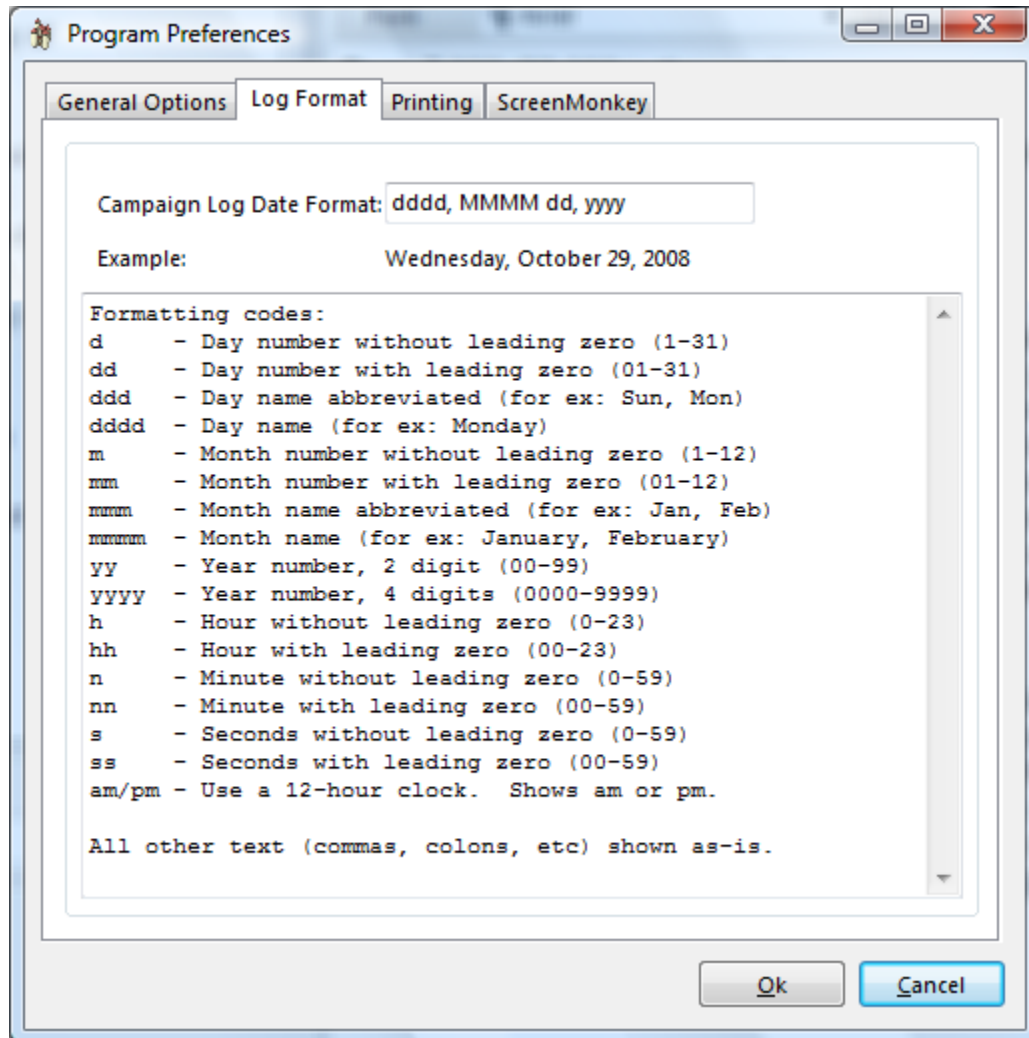 Program Preferences
General Options Log Format Printing ScreenMonkey
Campaign Log Date Format: dddd, MMMM dd, yyyy
Example: Wednesday, October 29, 2008
Formatting codes:
d - Day number without leading zero (1-31)
dd - Day number with leading zero (01-31)
ddd - Day name abbreviated (for ex: Sun, Mon)
dddd - Day name (for ex: Monday)
m - Month number without leading zero (1-12)
mm - Month number with leading zero (01-12)
mmm - Month name abbreviated (for ex: Jan, Feb)
mmmm - Month name (for ex: January, February)
yy - Year number, 2 digit (00-99)
yyyy - Year number, 4 digits (0000-9999)
h - Hour without leading zero (0-23)
hh - Hour with leading zero (00-23)
n - Minute without leading zero (0-59)
nn - Minute with leading zero (00-59)
s - Seconds without leading zero (0-59)
ss - Seconds with leading zero (00-59)
am/pm - Use a 12-hour clock.  Shows am or pm.
All other text (commas, colons, etc) shown as-is.
Ok Cancel